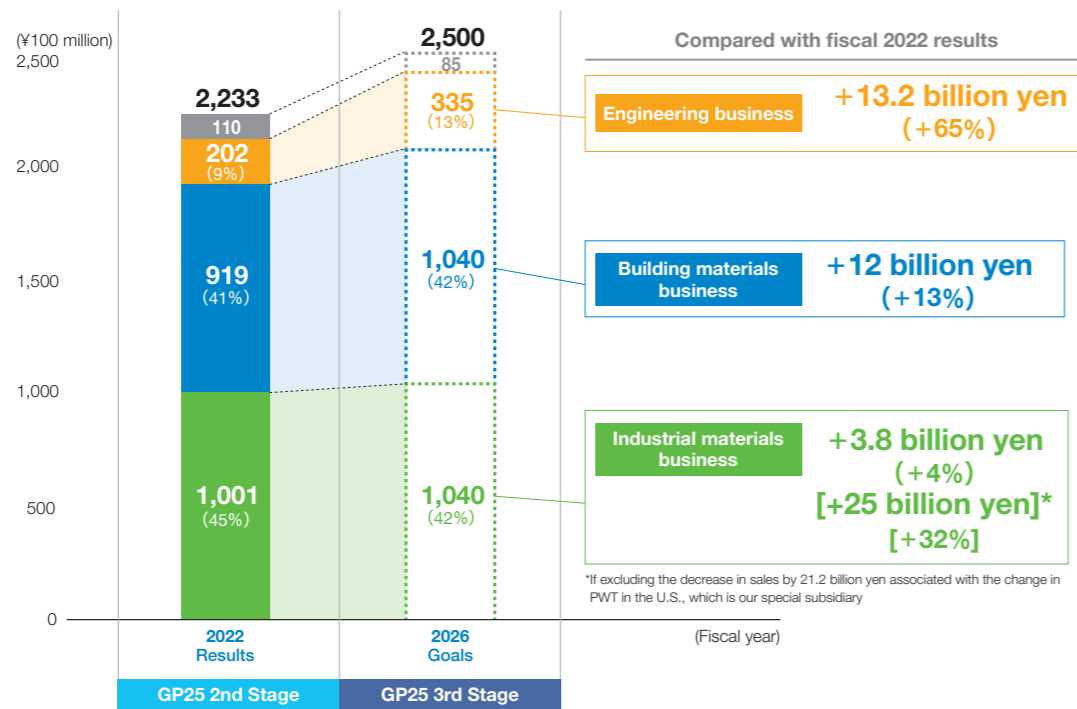 (¥100 million)
2,500
2,000
1,500
1,000
500
0
2,233
110
202
(9%)
919
(41%)
1,001
(45%)
2,500
85
335
(13%)
1,040
(42%)
1,040
(42%)
2022
Results
2026
Goals
(Fiscal year)
GP25 2nd Stage
GP25 3rd Stage
Compared with fiscal 2022 results
Engineering business
+13.2 billion yen
(+65%)
Building materials
business
+12 billion yen
(+13%)
Industrial materials
business
+3.8 billion yen
(+4%)
[+25 billion yen]*
[+32%]
*If excluding the decrease in sales by 21.2 billion yen associated with the change in
PWT in the U.S., which is our special subsidiary